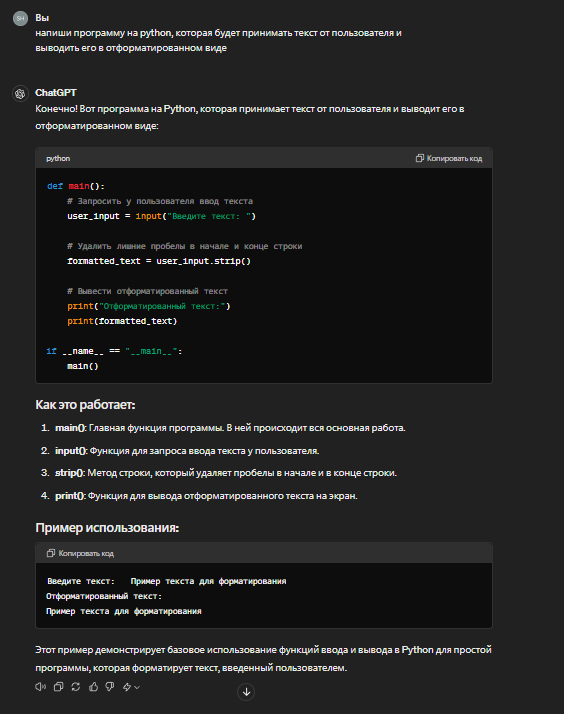 SH
Вы
напиши программу на python, которая будет принимать текст от пользователя и
выводить его в отформатированном виде
ChatGPT
Конечно! Вот программа на Python, которая принимает текст от пользователя и выводит его в
отформатированном виде:
python
Копировать код
def main():
    # Запросить у пользователя ввод текста
    user_input = input("Введите текст: ")
    # Удалить лишние пробелы в начале и конце строки
    formatted_text = user_input.strip()
    # Вывести отформатированный текст
    print("Отформатированный текст:")
    print(formatted_text)
if __name__ == "__main__":
    main()
Как это работает:
1. main(): Главная функция программы. В ней происходит вся основная работа.
2. input(): Функция для запроса ввода текста у пользователя.
3. strip(): Метод строки, который удаляет пробелы в начале и в конце строки.
4. print(): Функция для вывода отформатированного текста на экран.
Пример использования:
Копировать код
Введите текст:   Пример текста для форматирования
Отформатированный текст:
Пример текста для форматирования
Этот пример демонстрирует базовое использование функций ввода и вывода в Python для простой
программы, которая форматирует текст, введенный пользователем.